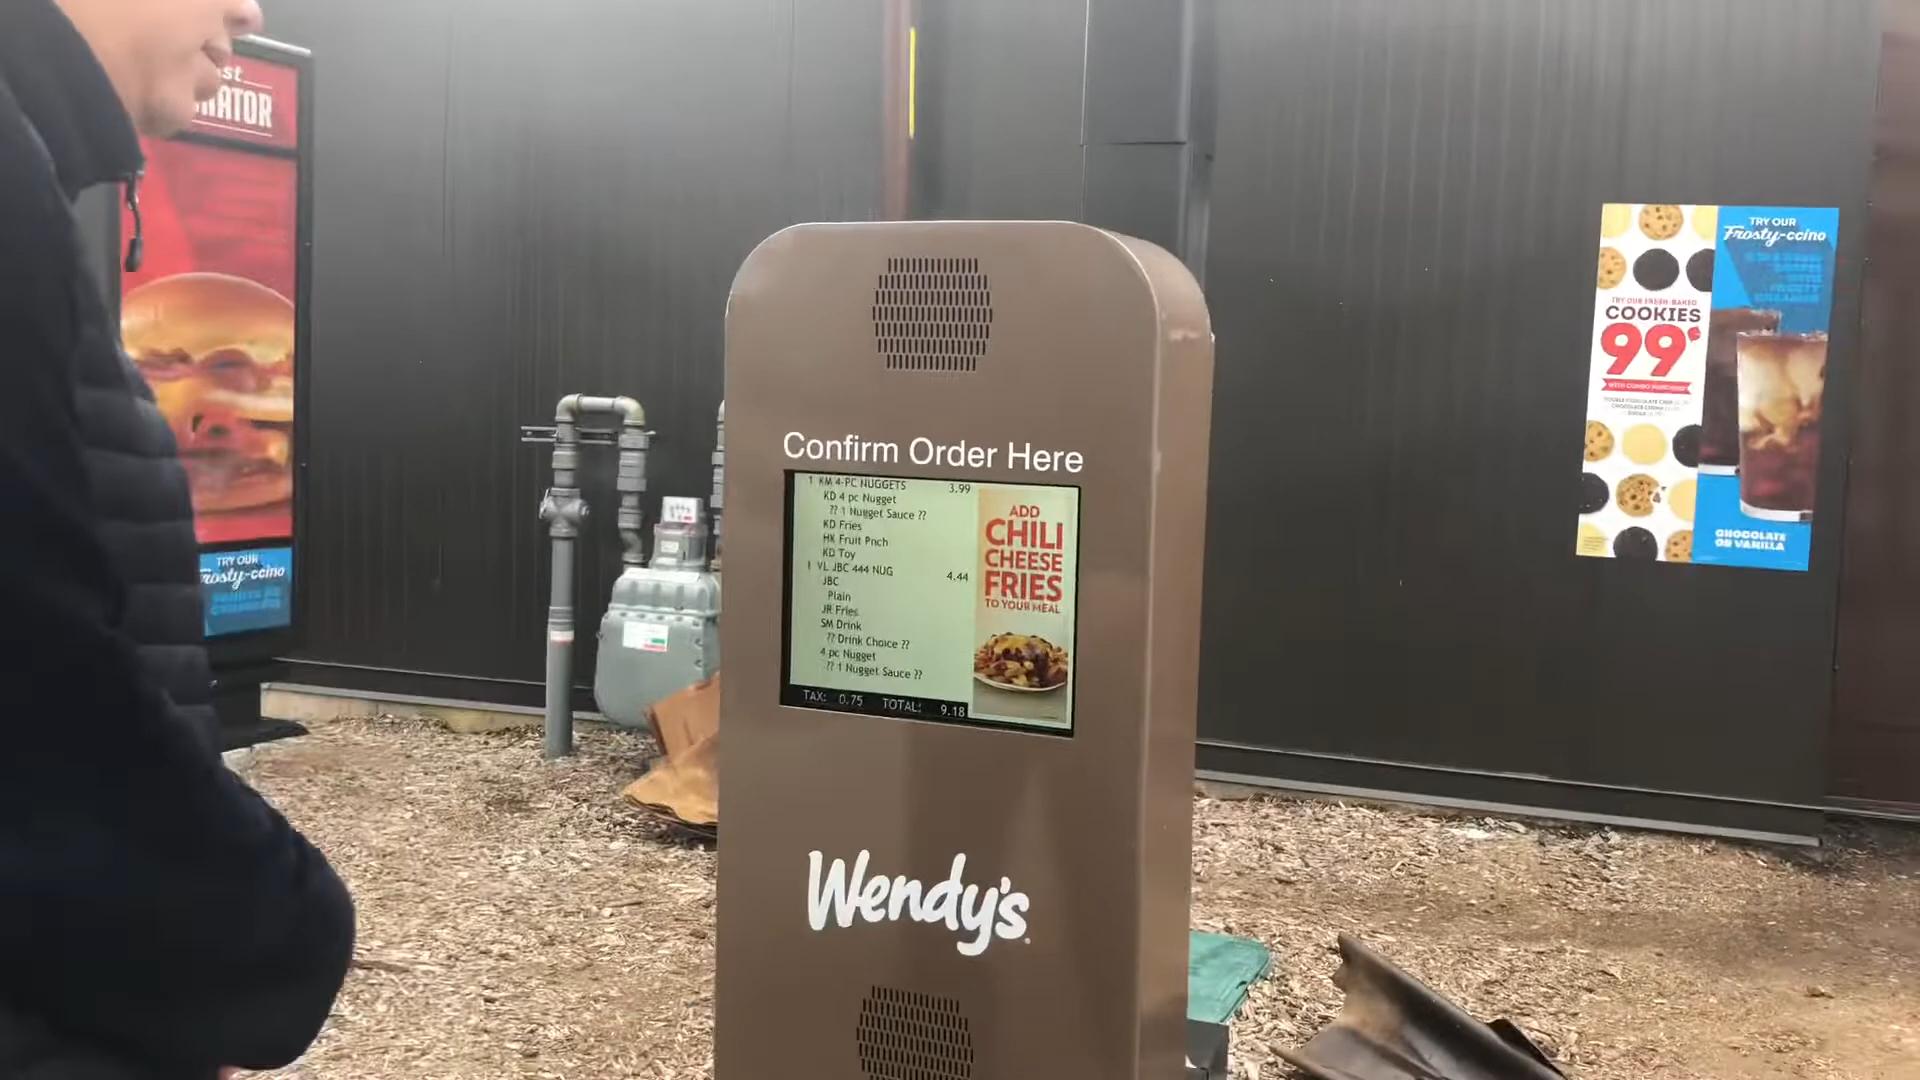 Confirm Order Here
1 KM 4-PC NUGGETS 3.99
KD 4 pc Nugget
?? 1 Nugget Sauce ??
KD Fries
HK Fruit Pnch
KD Toy
1 VL JBC 444 NUG 4.44
JBC
Plain
JR Fries
SM Drink
?? Drink Choice ??
4 pc Nugget
?? 1 Nugget Sauce ??
TAX: 0.75 TOTAL: 9.18
ADD
CHILI
CHEESE
FRIES
TO YOUR MEAL
Wendy's
TRY OUR
Frosty-ccino
TRY OUR FRESH-BAKED
COOKIES
99¢
TRY OUR
Frosty-ccino
CHOCOLATE
OR VANILLA